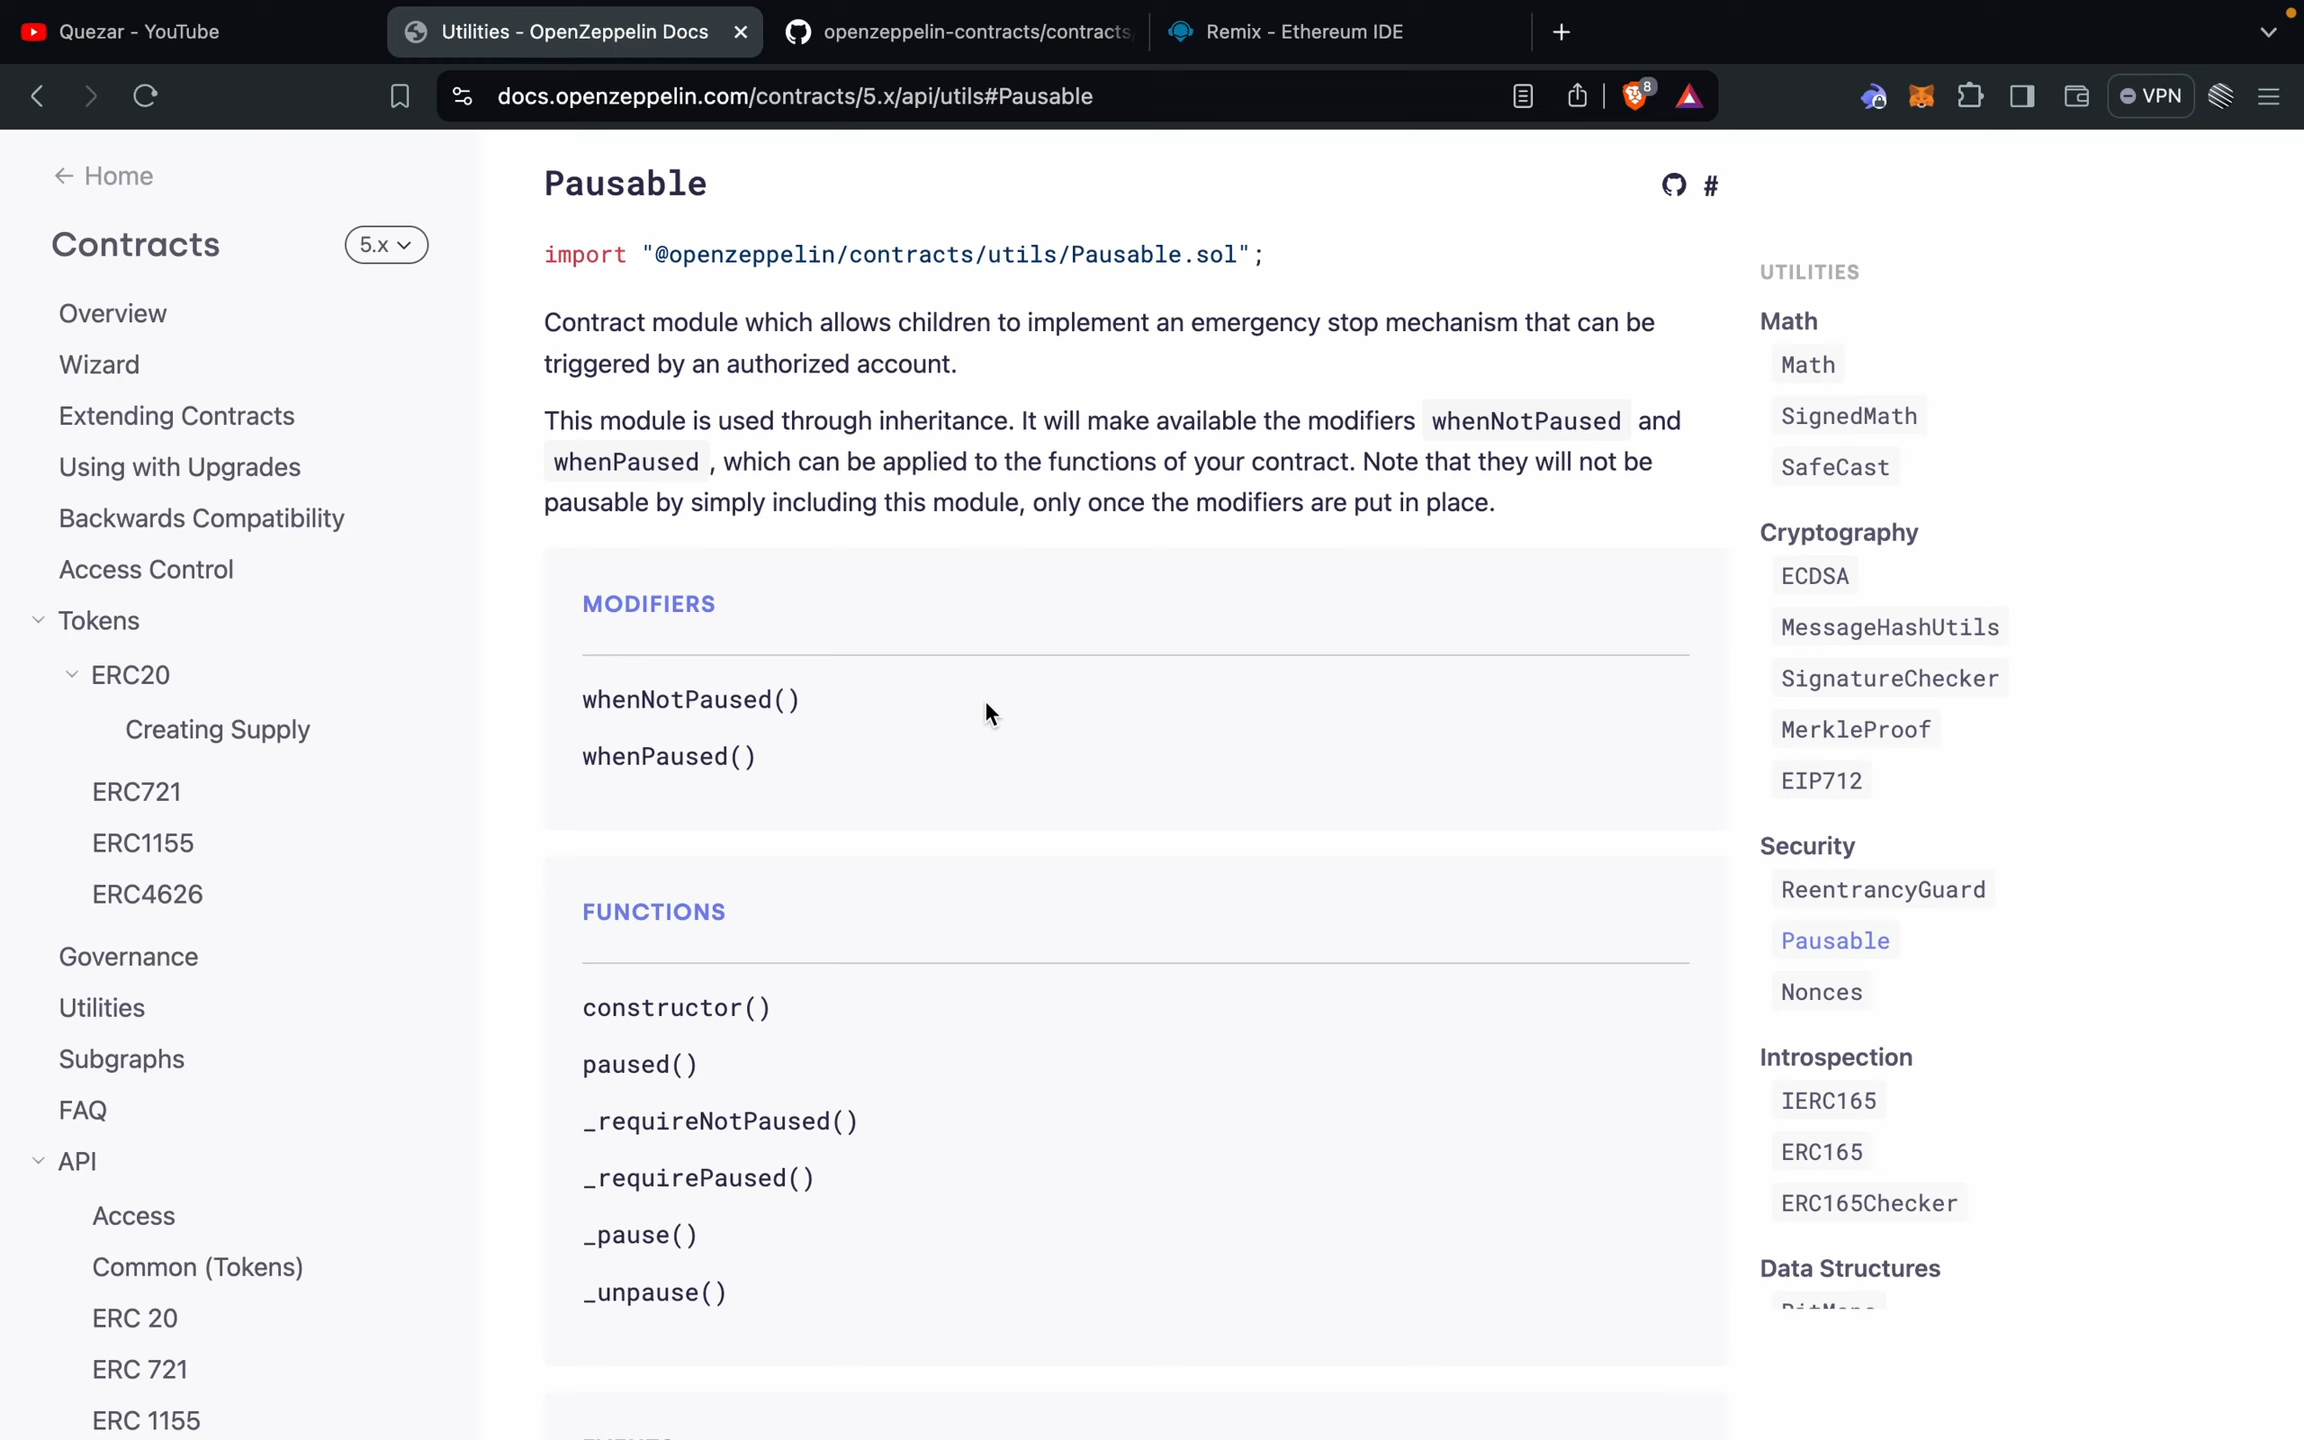 Quezar - YouTube
Utilities - OpenZeppelin Docs
openzeppelin-contracts/contracts
Remix - Ethereum IDE
docs.openzeppelin.com/contracts/5.x/api/utils#Pausable
8
VPN
← Home
Contracts
5.x
Overview
Wizard
Extending Contracts
Using with Upgrades
Backwards Compatibility
Access Control
Tokens
ERC20
Creating Supply
ERC721
ERC1155
ERC4626
Governance
Utilities
Subgraphs
FAQ
API
Access
Common (Tokens)
ERC 20
ERC 721
ERC 1155
Pausable
#
import "@openzeppelin/contracts/utils/Pausable.sol";
Contract module which allows children to implement an emergency stop mechanism that can be
triggered by an authorized account.
This module is used through inheritance. It will make available the modifiers whenNotPaused and
whenPaused , which can be applied to the functions of your contract. Note that they will not be
pausable by simply including this module, only once the modifiers are put in place.
MODIFIERS
whenNotPaused()
whenPaused()
FUNCTIONS
constructor()
paused()
_requireNotPaused()
_requirePaused()
_pause()
_unpause()
UTILITIES
Math
Math
SignedMath
SafeCast
Cryptography
ECDSA
MessageHashUtils
SignatureChecker
MerkleProof
EIP712
Security
ReentrancyGuard
Pausable
Nonces
Introspection
IERC165
ERC165
ERC165Checker
Data Structures